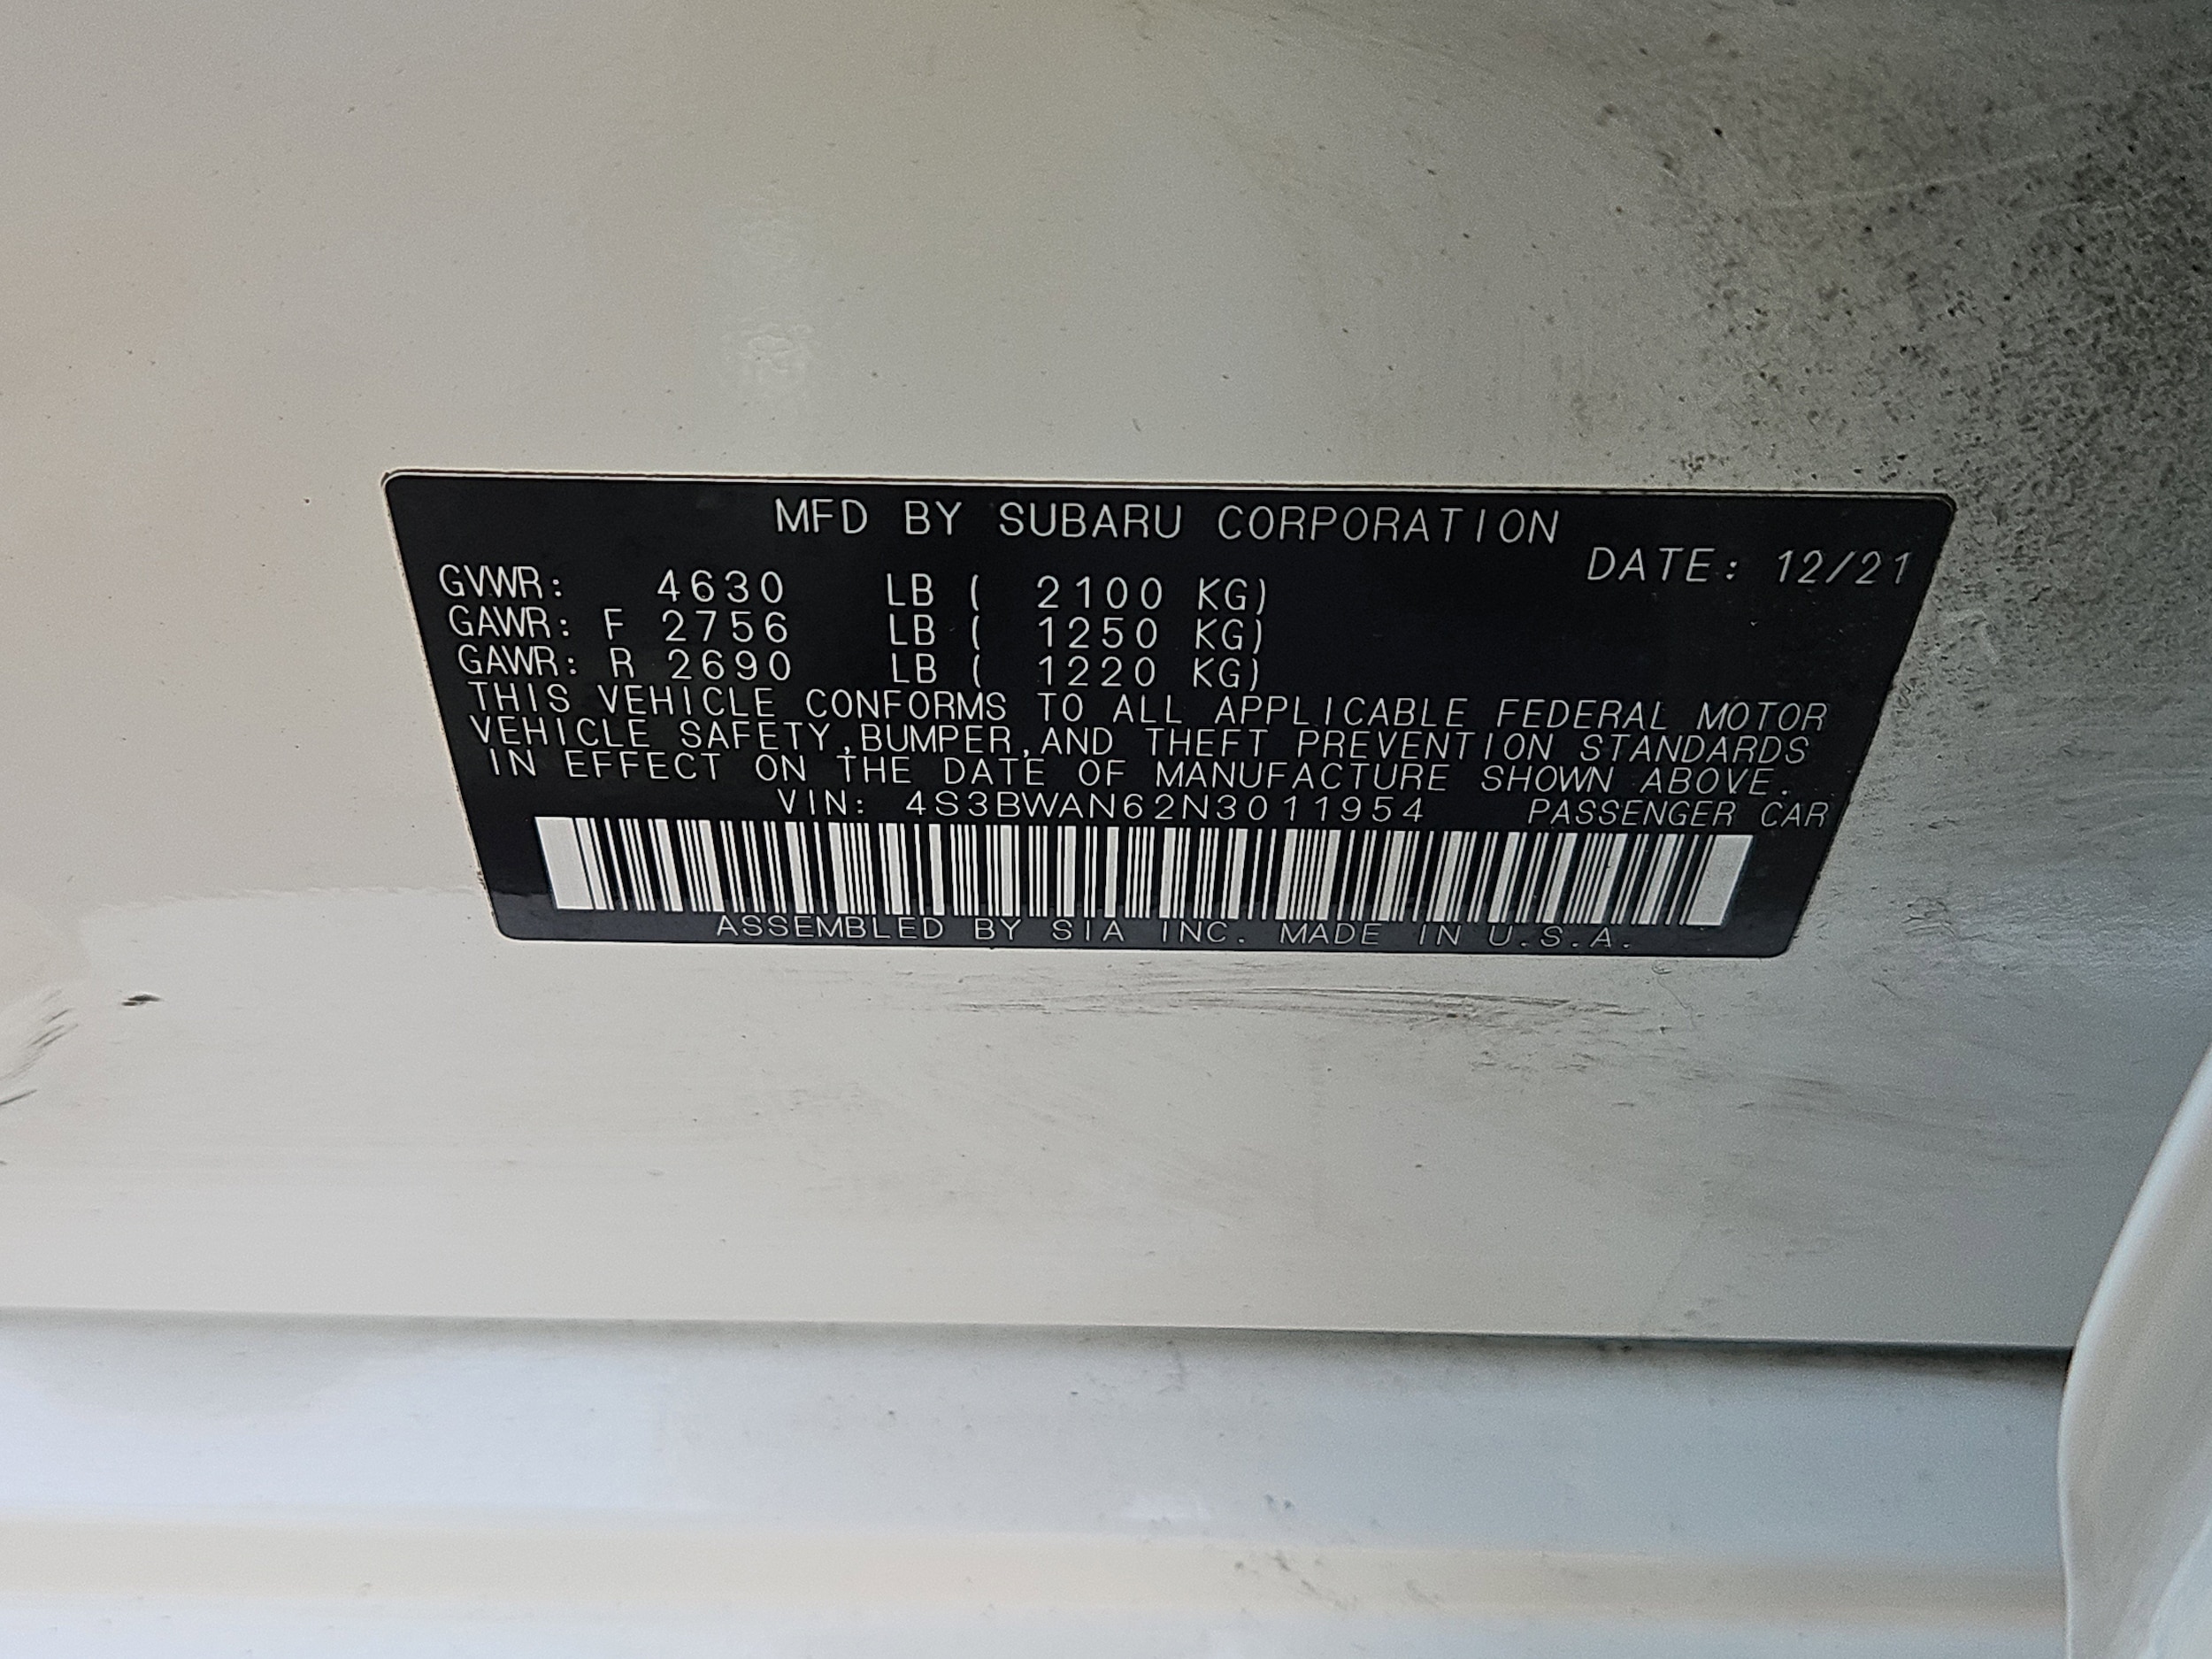 MFD BY SUBARU CORPORATION
DATE: 12/21
GVWR: 4630 LB ( 2100 KG)
GAWR: F 2756 LB ( 1250 KG)
GAWR: R 2690 LB ( 1220 KG)
THIS VEHICLE CONFORMS TO ALL APPLICABLE FEDERAL MOTOR
VEHICLE SAFETY,BUMPER,AND THEFT PREVENTION STANDARDS
IN EFFECT ON THE DATE OF MANUFACTURE SHOWN ABOVE.
VIN: 4S3BWAN62N3011954 PASSENGER CAR
ASSEMBLED BY SIA INC. MADE IN U.S.A.